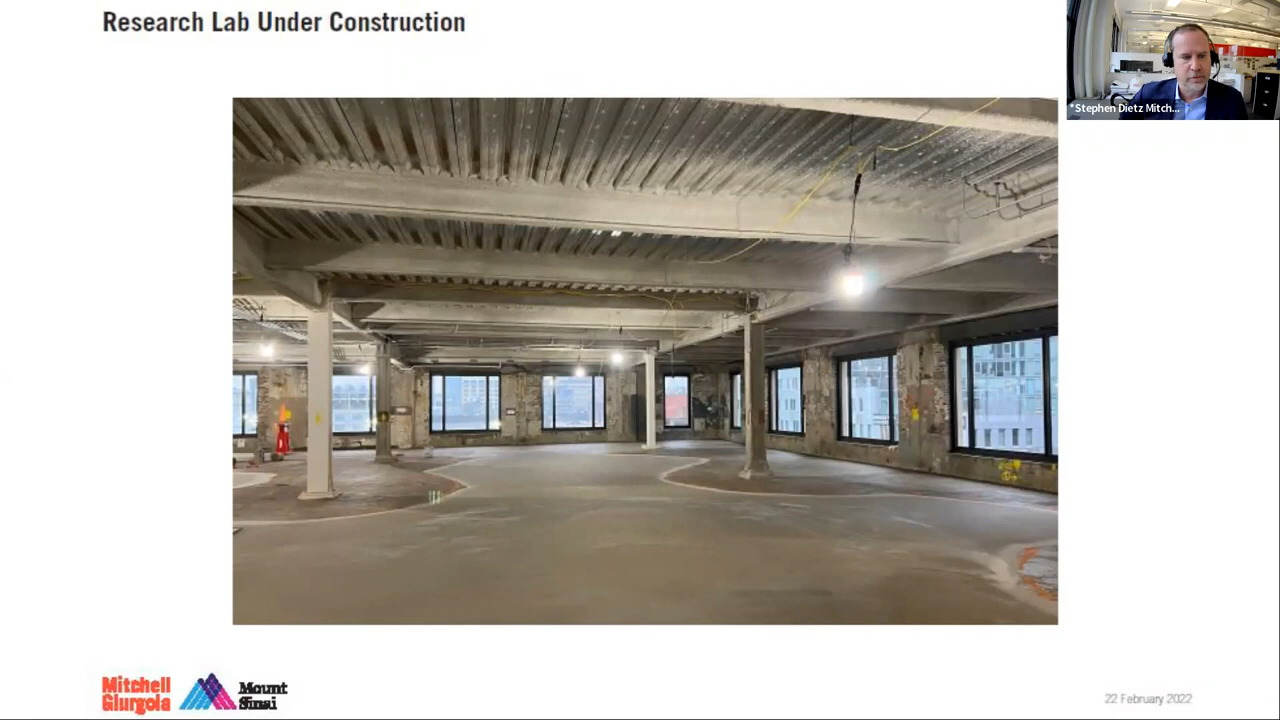 Research Lab Under Construction
*Stephen Dietz Mitch...
Mitchell
Giurgola
Mount
Sinai
22 February 2022